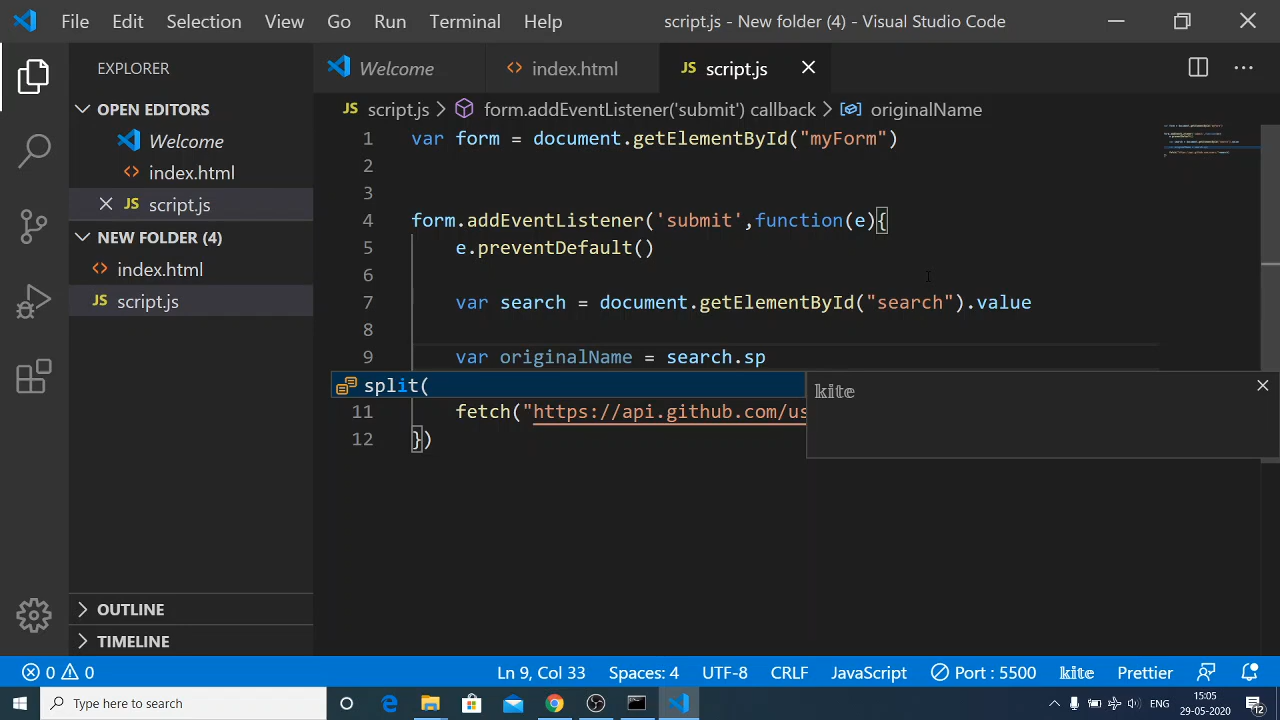 File Edit Selection View Go Run Terminal Help script.js - New folder (4) - Visual Studio Code
EXPLORER
OPEN EDITORS
Welcome
index.html
JS script.js
NEW FOLDER (4)
index.html
JS script.js
OUTLINE
TIMELINE
Welcome index.html JS script.js
JS script.js form.addEventListener('submit') callback originalName
1 var form = document.getElementById("myForm")
2
3
4 form.addEventListener('submit',function(e){
5 e.preventDefault()
6
7 var search = document.getElementById("search").value
8
9 var originalName = search.sp
split(
kite
11 fetch("https://api.github.com/us
12 })
0 0 Ln 9, Col 33 Spaces: 4 UTF-8 CRLF JavaScript Port : 5500 kite Prettier
Type here to search
ENG
15:05
29-05-2020
12